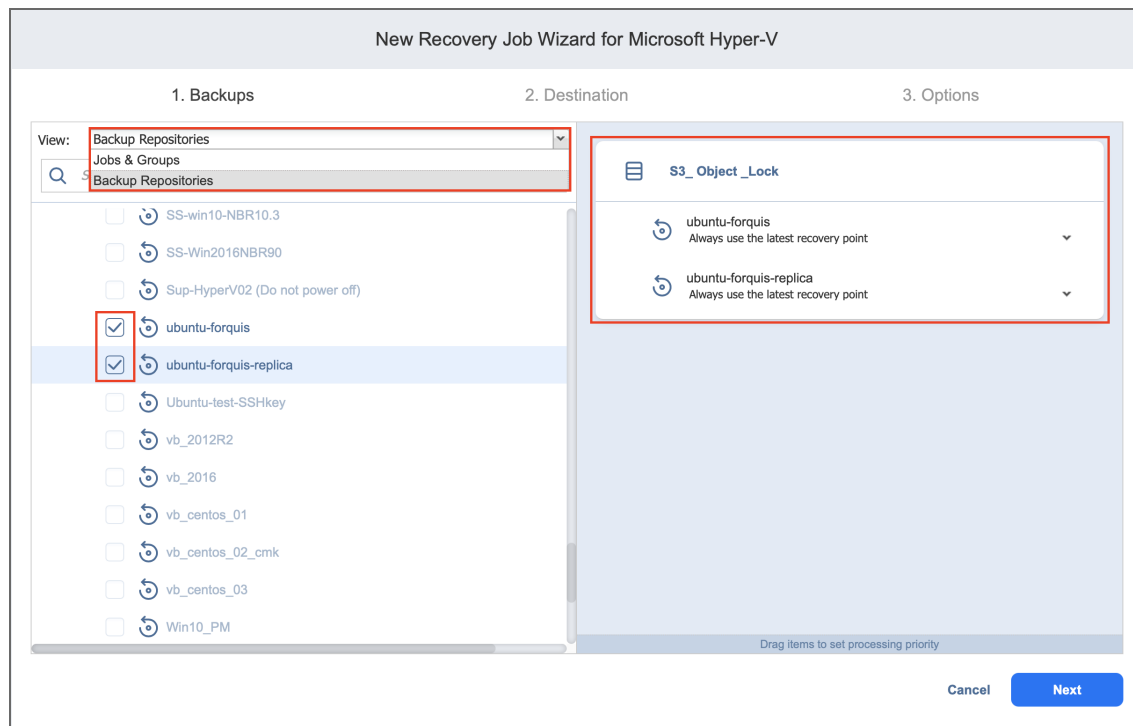 New Recovery Job Wizard for Microsoft Hyper-V
1. Backups
2. Destination
3. Options
View:
Backup Repositories
Jobs & Groups
Backup Repositories
SS-win10-NBR10.3
SS-Win2016NBR90
Sup-HyperV02 (Do not power off)
ubuntu-forquis
ubuntu-forquis-replica
Ubuntu-test-SSHkey
vb_2012R2
vb_2016
vb_centos_01
vb_centos_02_cmk
vb_centos_03
Win10_PM
S3_ Object _Lock
ubuntu-forquis
Always use the latest recovery point
ubuntu-forquis-replica
Always use the latest recovery point
Drag items to set processing priority
Cancel
Next